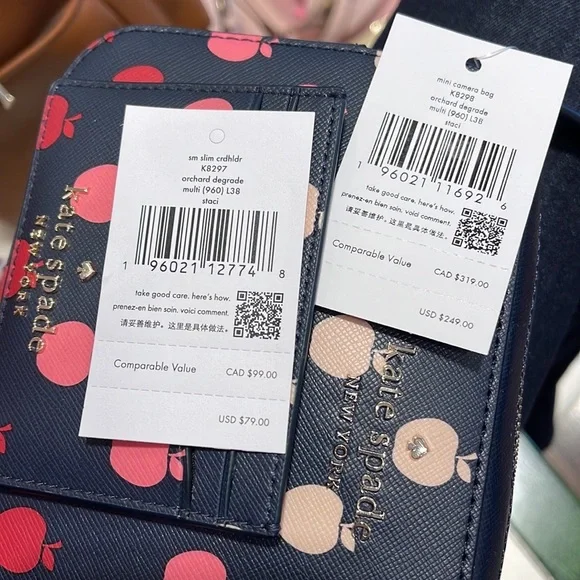 sm slim crdhldr
K8297
orchard degrade
multi (960) L38
staci
1 96021 12774 8
take good care. here's how.
prenez-en bien soin. voici comment.
请妥善维护。这里是具体做法。
Comparable Value CAD $99.00
USD $79.00
mini camera bag
K8298
orchard degrade
multi (960) L38
staci
1 96021 11692 6
take good care. here's how.
prenez-en bien soin. voici comment.
请妥善维护。这里是具体做法。
Comparable Value CAD $319.00
USD $249.00
kate spade
NEW YORK
kate spade
NEW YORK